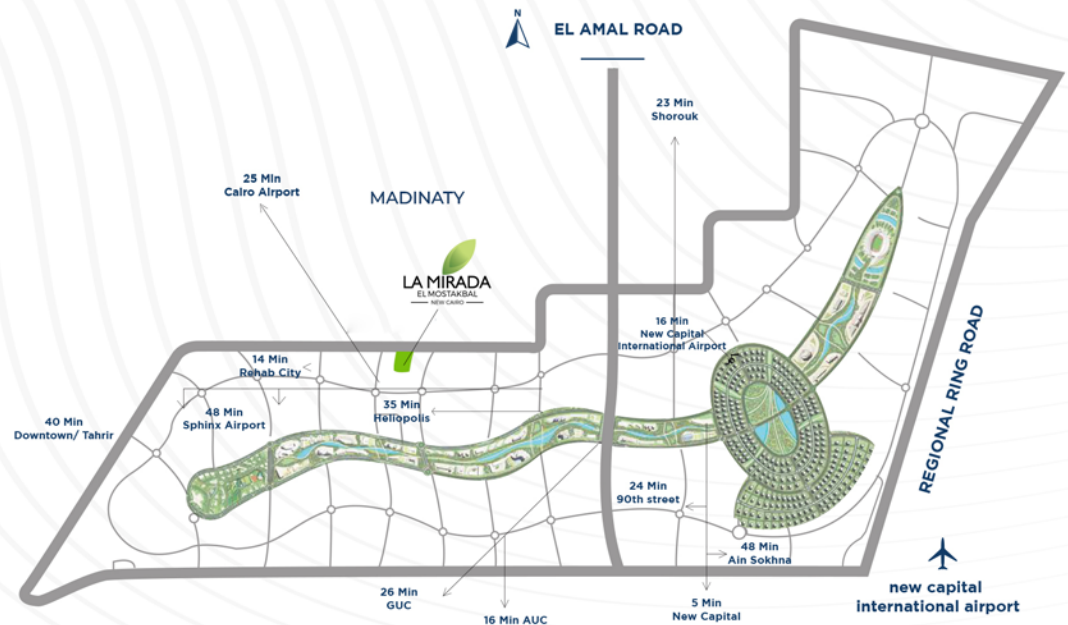 N
EL AMAL ROAD
23 Min
Shorouk
25 Min
Cairo Airport
MADINATY
LA MIRADA
EL MOSTAKBAL
NEW CAIRO
16 Min
New Capital
International Airport
14 Min
Rehab City
35 Min
Heliopolis
48 Min
Sphinx Airport
40 Min
Downtown/ Tahrir
REGIONAL RING ROAD
24 Min
90th street
48 Min
Ain Sokhna
26 Min
GUC
16 Min AUC
5 Min
New Capital
new capital
international airport